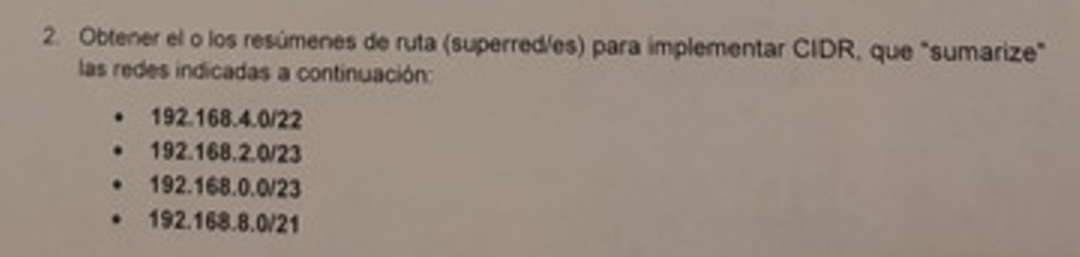 2. Obtener el o los resúmenes de ruta (superred/es) para implementar CIDR, que "sumarize"
las redes indicadas a continuación:
• 192.168.4.0/22
• 192.168.2.0/23
• 192.168.0.0/23
• 192.168.8.0/21